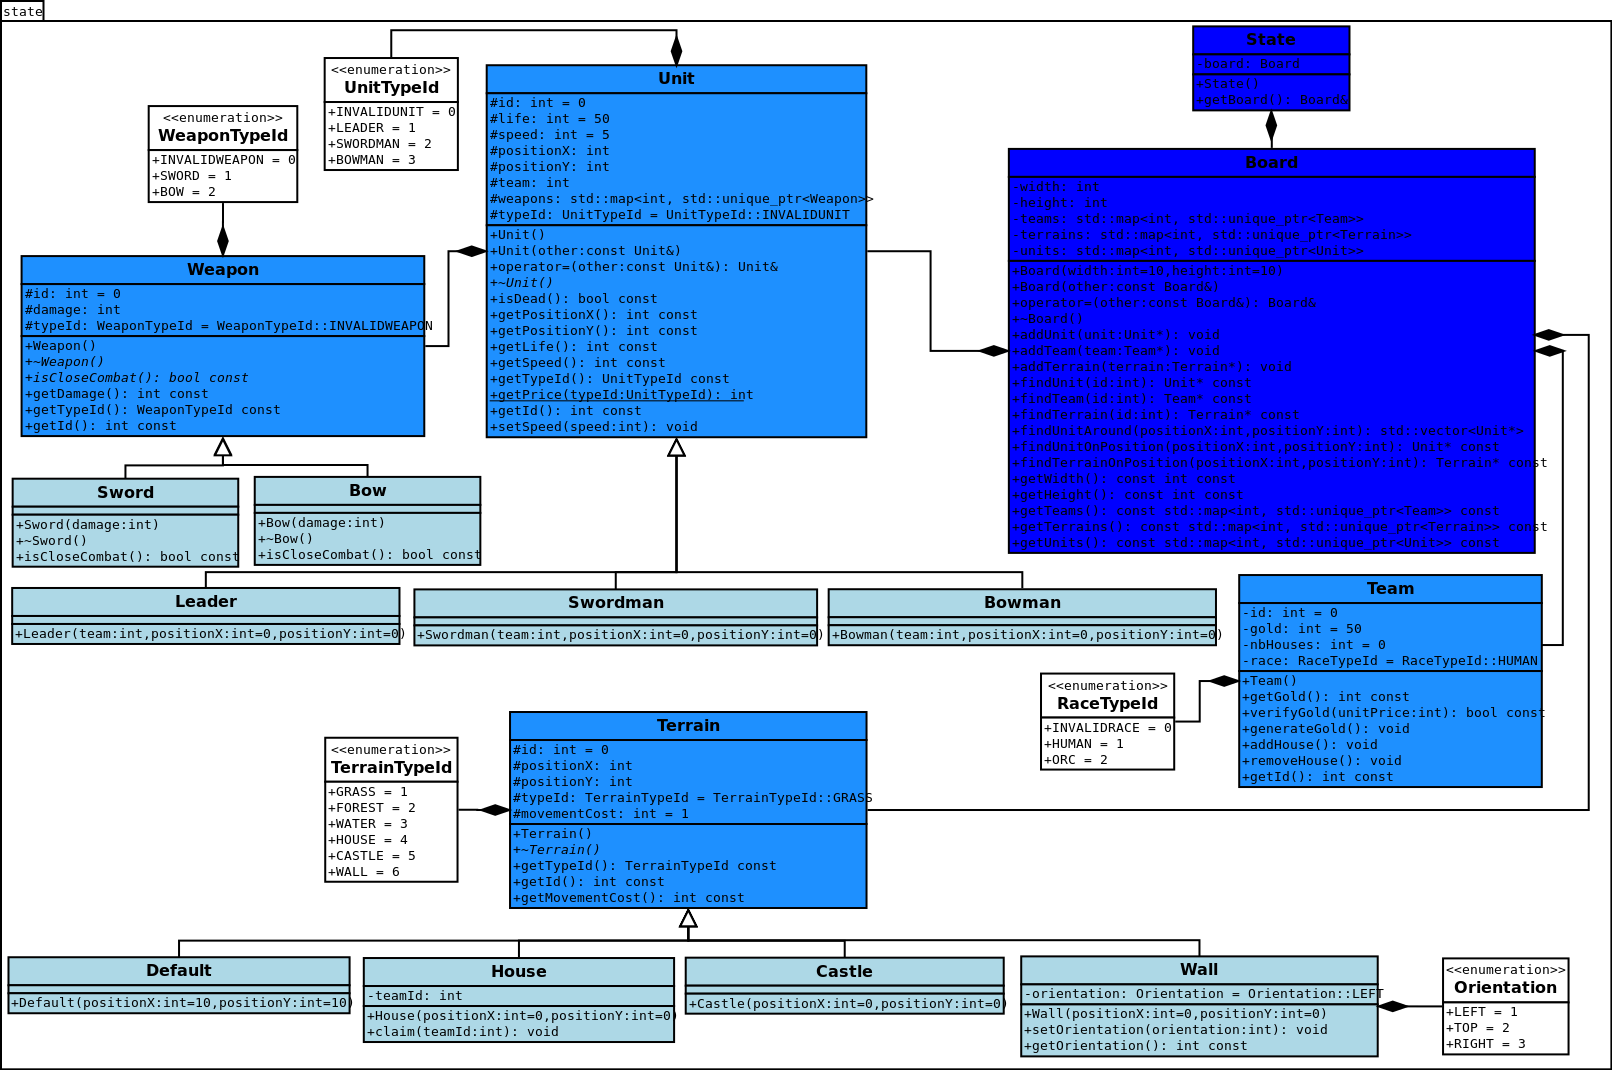 state
State
-board: Board
+State()
+getBoard(): Board&
<<enumeration>>
UnitTypeId
+INVALIDUNIT = 0
+LEADER = 1
+SWORDMAN = 2
+BOWMAN = 3
Unit
#id: int = 0
#life: int = 50
#speed: int = 5
#positionX: int
#positionY: int
#team: int
#weapons: std::map<int, std::unique_ptr<Weapon>>
#typeId: UnitTypeId = UnitTypeId::INVALIDUNIT
+Unit()
+Unit(other:const Unit&)
+operator=(other:const Unit&): Unit&
+~Unit()
+isDead(): bool const
+getPositionX(): int const
+getPositionY(): int const
+getLife(): int const
+getSpeed(): int const
+getTypeId(): UnitTypeId const
+getPrice(typeId:UnitTypeId): int
+getId(): int const
+setSpeed(speed:int): void
<<enumeration>>
WeaponTypeId
+INVALIDWEAPON = 0
+SWORD = 1
+BOW = 2
Board
-width: int
-height: int
-teams: std::map<int, std::unique_ptr<Team>>
-terrains: std::map<int, std::unique_ptr<Terrain>>
-units: std::map<int, std::unique_ptr<Unit>>
+Board(width:int=10,height:int=10)
+Board(other:const Board&)
+operator=(other:const Board&): Board&
+~Board()
+addUnit(unit:Unit*): void
+addTeam(team:Team*): void
+addTerrain(terrain:Terrain*): void
+findUnit(id:int): Unit* const
+findTeam(id:int): Team* const
+findTerrain(id:int): Terrain* const
+findUnitAround(positionX:int,positionY:int): std::vector<Unit*>
+findUnitOnPosition(positionX:int,positionY:int): Unit* const
+findTerrainOnPosition(positionX:int,positionY:int): Terrain* const
+getWidth(): const int const
+getHeight(): const int const
+getTeams(): const std::map<int, std::unique_ptr<Team>> const
+getTerrains(): const std::map<int, std::unique_ptr<Terrain>> const
+getUnits(): const std::map<int, std::unique_ptr<Unit>> const
Weapon
#id: int = 0
#damage: int
#typeId: WeaponTypeId = WeaponTypeId::INVALIDWEAPON
+Weapon()
+~Weapon()
+isCloseCombat(): bool const
+getDamage(): int const
+getTypeId(): WeaponTypeId const
+getId(): int const
Sword
+Sword(damage:int)
+~Sword()
+isCloseCombat(): bool const
Bow
+Bow(damage:int)
+~Bow()
+isCloseCombat(): bool const
Leader
+Leader(team:int,positionX:int=0,positionY:int=0)
Swordman
+Swordman(team:int,positionX:int=0,positionY:int=0)
Bowman
+Bowman(team:int,positionX:int=0,positionY:int=0)
Team
-id: int = 0
-gold: int = 50
-nbHouses: int = 0
-race: RaceTypeId = RaceTypeId::HUMAN
+Team()
+getGold(): int const
+verifyGold(unitPrice:int): bool const
+generateGold(): void
+addHouse(): void
+removeHouse(): void
+getId(): int const
<<enumeration>>
RaceTypeId
+INVALIDRACE = 0
+HUMAN = 1
+ORC = 2
Terrain
#id: int = 0
#positionX: int
#positionY: int
#typeId: TerrainTypeId = TerrainTypeId::GRASS
#movementCost: int = 1
+Terrain()
+~Terrain()
+getTypeId(): TerrainTypeId const
+getId(): int const
+getMovementCost(): int const
<<enumeration>>
TerrainTypeId
+GRASS = 1
+FOREST = 2
+WATER = 3
+HOUSE = 4
+CASTLE = 5
+WALL = 6
Default
+Default(positionX:int=10,positionY:int=10)
House
-teamId: int
+House(positionX:int=0,positionY:int=0)
+claim(teamId:int): void
Castle
+Castle(positionX:int=0,positionY:int=0)
Wall
-orientation: Orientation = Orientation::LEFT
+Wall(positionX:int=0,positionY:int=0)
+setOrientation(orientation:int): void
+getOrientation(): int const
<<enumeration>>
Orientation
+LEFT = 1
+TOP = 2
+RIGHT = 3